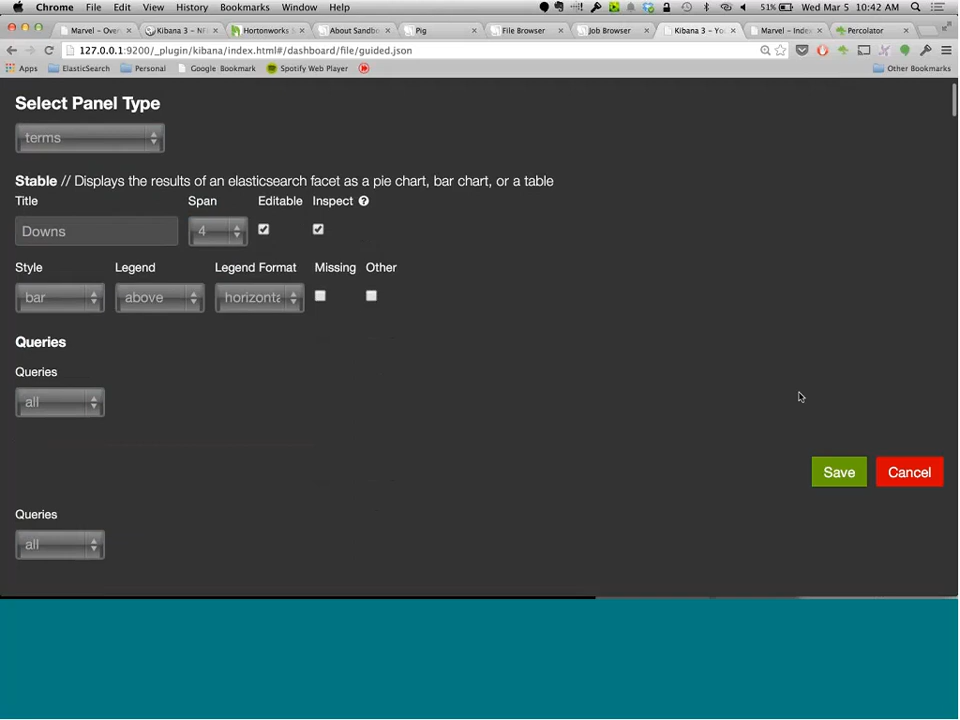 Chrome File Edit View History Bookmarks Window Help 51% Wed Mar 5 10:42 AM
Marvel – Over Kibana 3 – NF Hortonworks About Sandbo Pig File Browser Job Browser Kibana 3 – Yo Marvel – Inde Percolator
127.0.0.1:9200/_plugin/kibana/index.html#/dashboard/file/guided.json
Apps ElasticSearch Personal Google Bookmark Spotify Web Player Other Bookmarks
Select Panel Type
terms
Stable // Displays the results of an elasticsearch facet as a pie chart, bar chart, or a table
Title Span Editable Inspect
Downs 4
Style Legend Legend Format Missing Other
bar above horizonta
Queries
Queries
all
Save Cancel
Queries
all